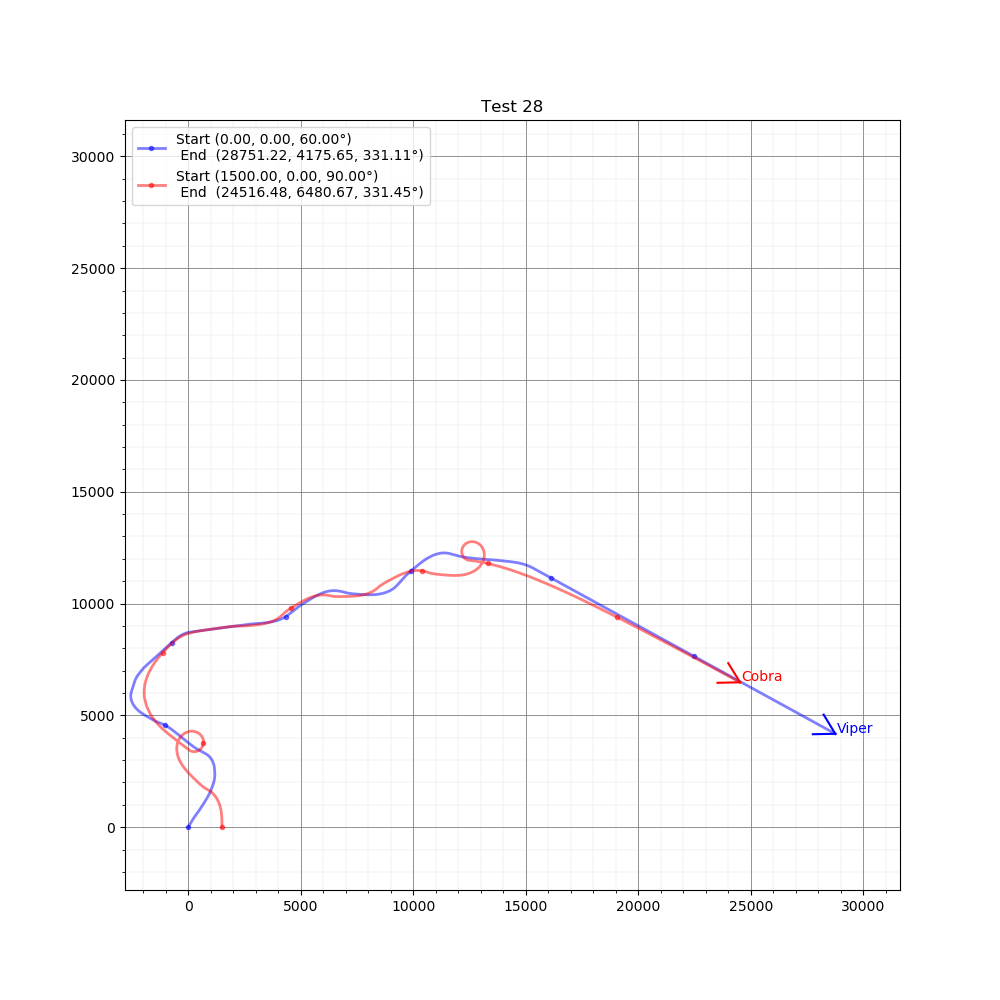 Test 28
Start (0.00, 0.00, 60.00°)
End  (28751.22, 4175.65, 331.11°)
Start (1500.00, 0.00, 90.00°)
End  (24516.48, 6480.67, 331.45°)
30000
25000
20000
15000
10000
5000
0
Cobra
Viper
0 5000 10000 15000 20000 25000 30000